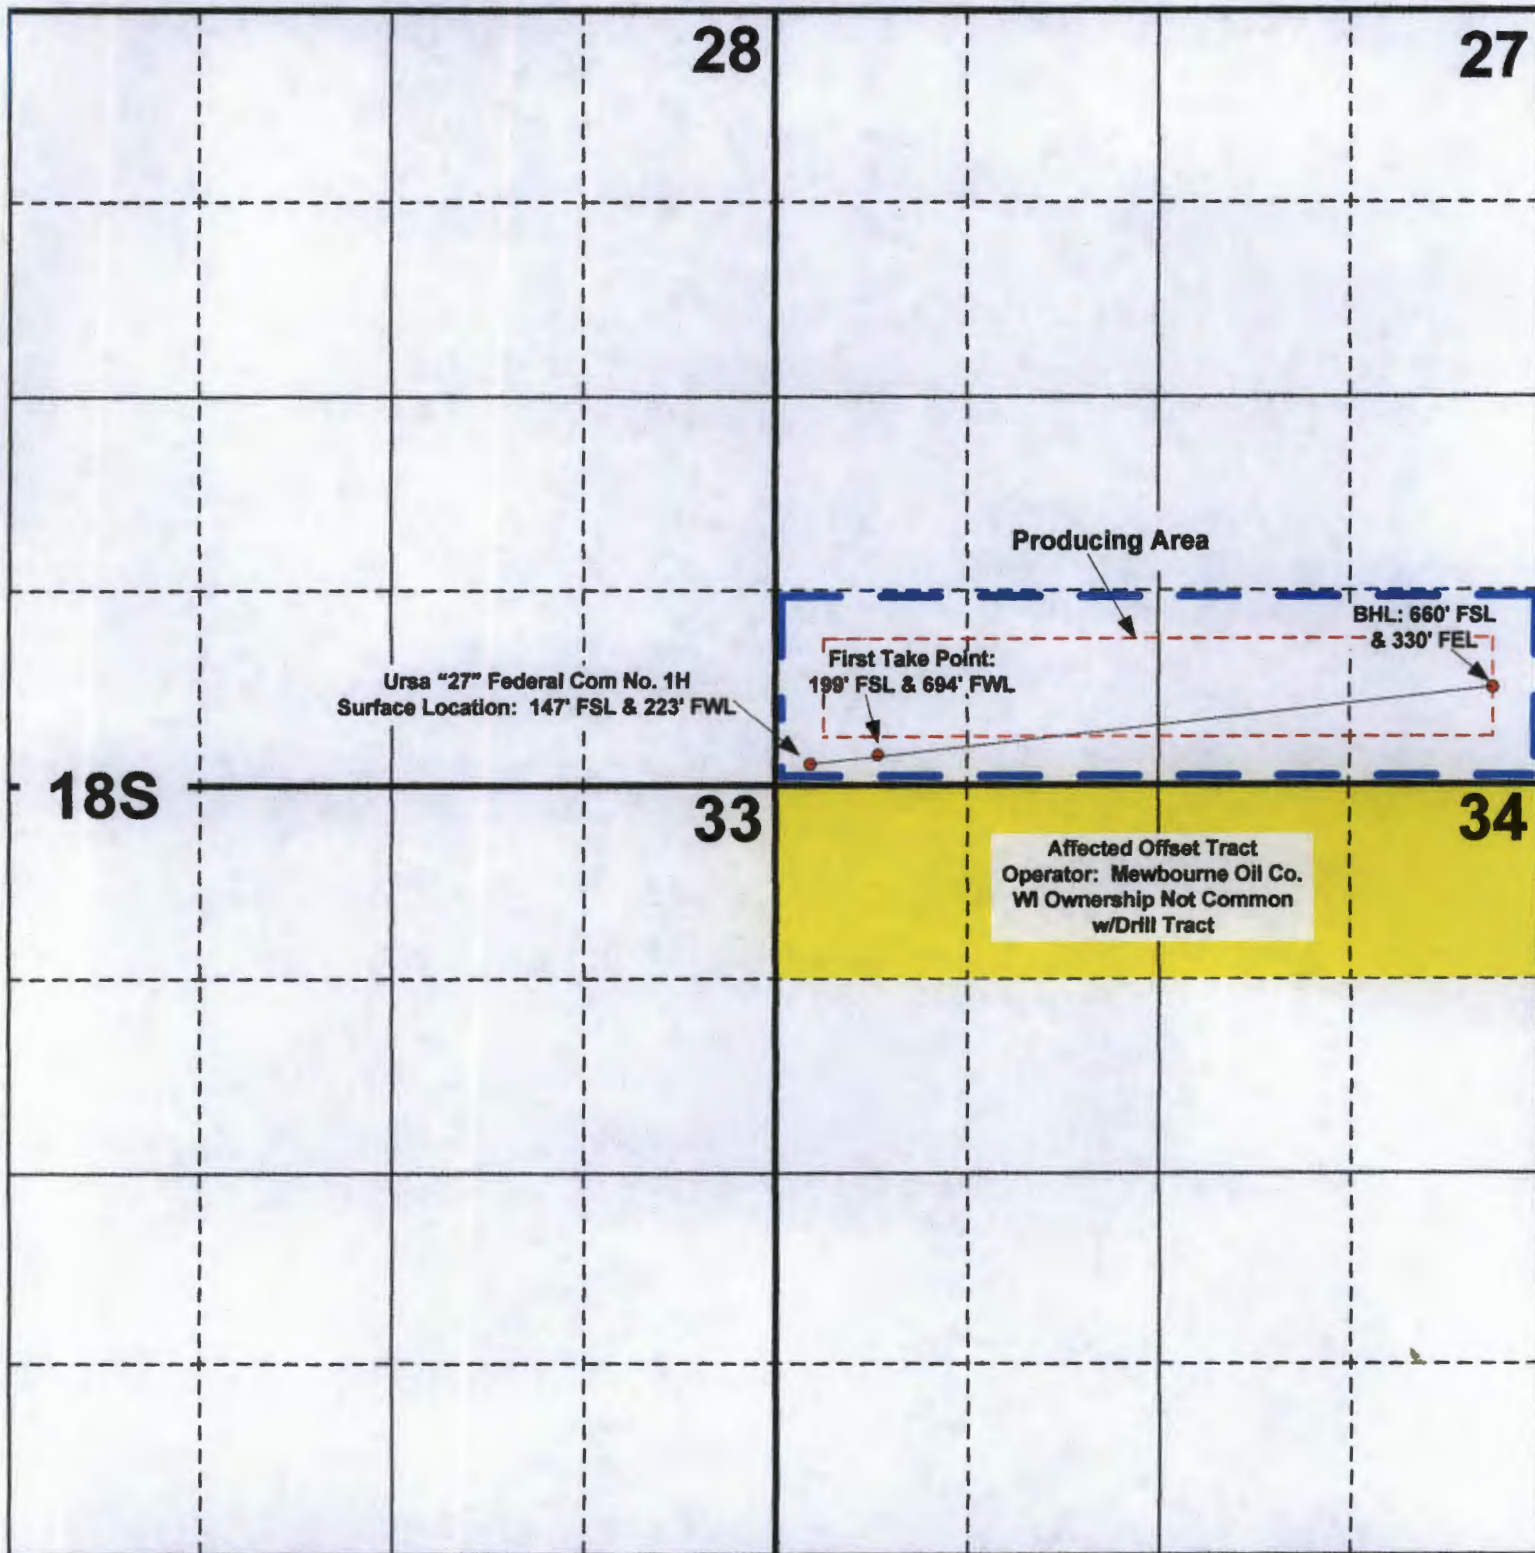 28
27
Producing Area
BHL: 660' FSL
& 330' FEL
First Take Point:
199' FSL & 694' FWL
Ursa "27" Federal Com No. 1H
Surface Location: 147' FSL & 223' FWL
18S
33
34
Affected Offset Tract
Operator: Mewbourne Oil Co.
WI Ownership Not Common
w/Drill Tract